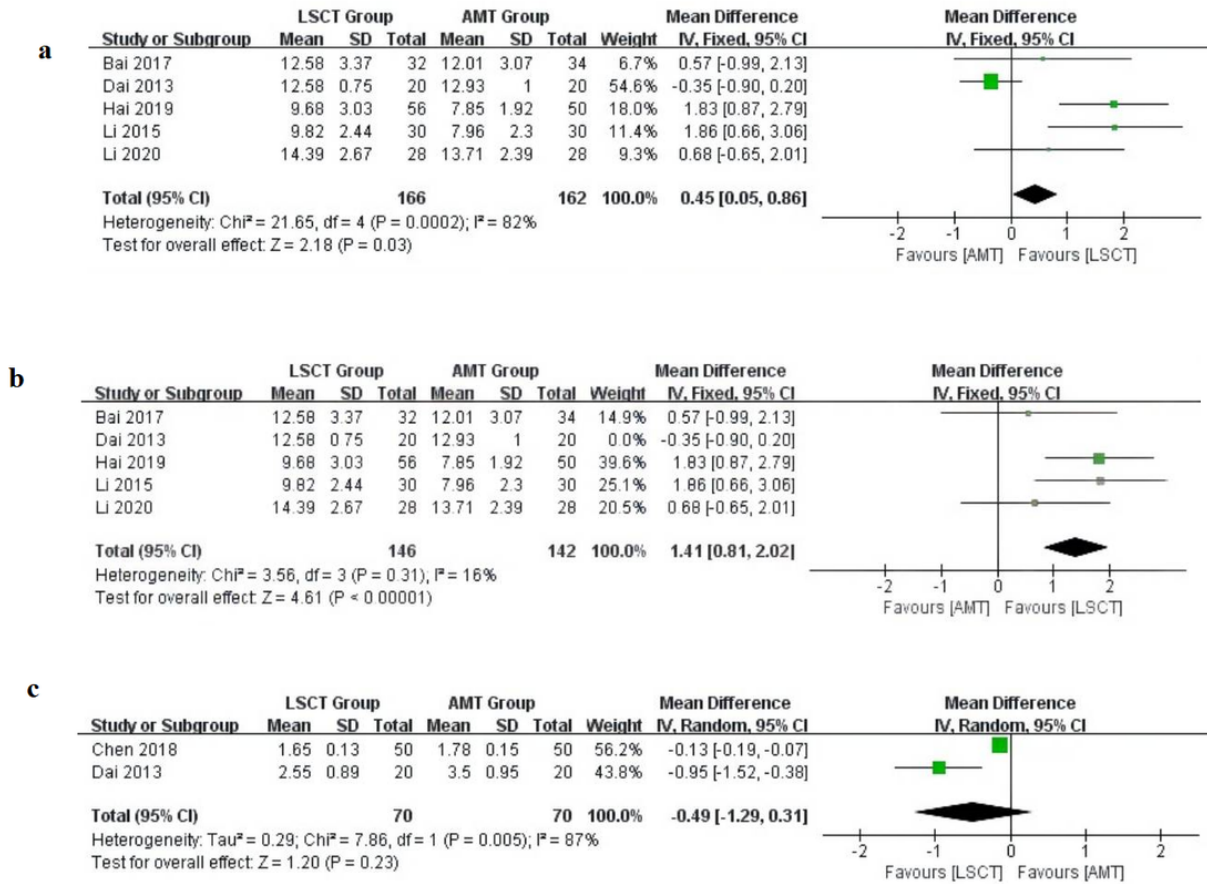 a
LSCT Group AMT Group Mean Difference Mean Difference
Study or Subgroup Mean SD Total Mean SD Total Weight IV, Fixed, 95% CI IV, Fixed, 95% CI
Bai 2017 12.58 3.37 32 12.01 3.07 34 6.7% 0.57 [-0.99, 2.13]
Dai 2013 12.58 0.75 20 12.93 1 20 54.6% -0.35 [-0.90, 0.20]
Hai 2019 9.68 3.03 56 7.85 1.92 50 18.0% 1.83 [0.87, 2.79]
Li 2015 9.82 2.44 30 7.96 2.3 30 11.4% 1.86 [0.66, 3.06]
Li 2020 14.39 2.67 28 13.71 2.39 28 9.3% 0.68 [-0.65, 2.01]
Total (95% CI) 166 162 100.0% 0.45 [0.05, 0.86]
Heterogeneity: Chi² = 21.65, df = 4 (P = 0.0002); I² = 82%
Test for overall effect: Z = 2.18 (P = 0.03)
-2 -1 0 1 2
Favours [AMT] Favours [LSCT]
b
LSCT Group AMT Group Mean Difference Mean Difference
Study or Subgroup Mean SD Total Mean SD Total Weight IV, Fixed, 95% CI IV, Fixed, 95% CI
Bai 2017 12.58 3.37 32 12.01 3.07 34 14.9% 0.57 [-0.99, 2.13]
Dai 2013 12.58 0.75 20 12.93 1 20 0.0% -0.35 [-0.90, 0.20]
Hai 2019 9.68 3.03 56 7.85 1.92 50 39.6% 1.83 [0.87, 2.79]
Li 2015 9.82 2.44 30 7.96 2.3 30 25.1% 1.86 [0.66, 3.06]
Li 2020 14.39 2.67 28 13.71 2.39 28 20.5% 0.68 [-0.65, 2.01]
Total (95% CI) 146 142 100.0% 1.41 [0.81, 2.02]
Heterogeneity: Chi² = 3.56, df = 3 (P = 0.31); I² = 16%
Test for overall effect: Z = 4.61 (P < 0.00001)
-2 -1 0 1 2
Favours [AMT] Favours [LSCT]
c
LSCT Group AMT Group Mean Difference Mean Difference
Study or Subgroup Mean SD Total Mean SD Total Weight IV, Random, 95% CI IV, Random, 95% CI
Chen 2018 1.65 0.13 50 1.78 0.15 50 56.2% -0.13 [-0.19, -0.07]
Dai 2013 2.55 0.89 20 3.5 0.95 20 43.8% -0.95 [-1.52, -0.38]
Total (95% CI) 70 70 100.0% -0.49 [-1.29, 0.31]
Heterogeneity: Tau² = 0.29; Chi² = 7.86, df = 1 (P = 0.005); I² = 87%
Test for overall effect: Z = 1.20 (P = 0.23)
-2 -1 0 1 2
Favours [LSCT] Favours [AMT]